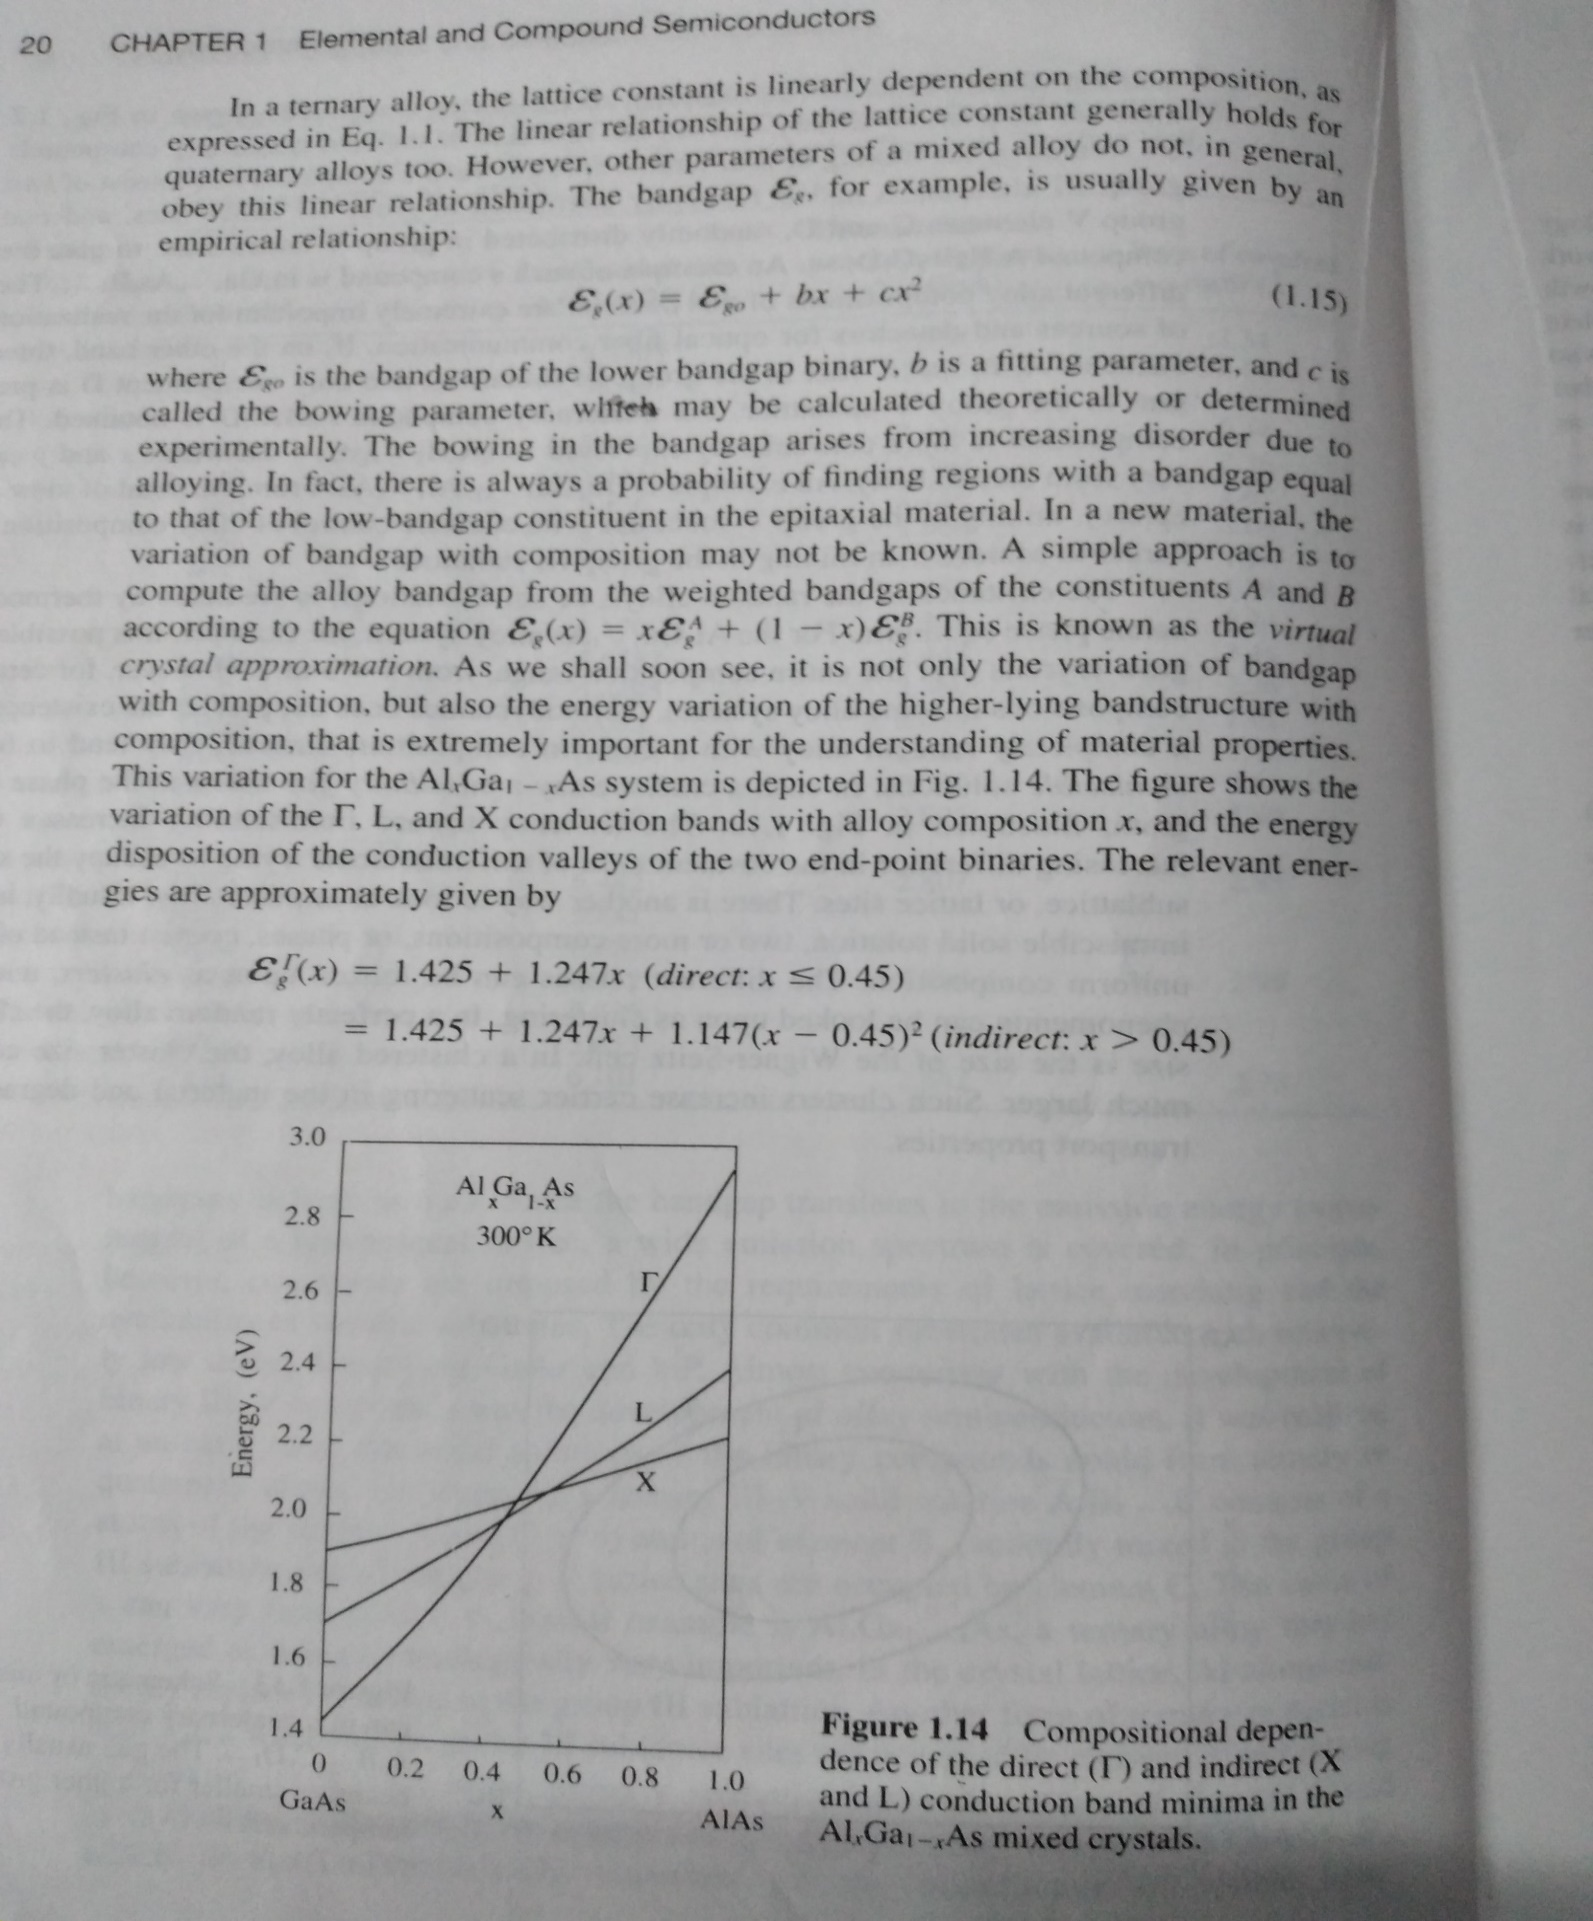 20 CHAPTER 1 Elemental and Compound Semiconductors
In a ternary alloy, the lattice constant is linearly dependent on the composition, as
expressed in Eq. 1.1. The linear relationship of the lattice constant generally holds for
quaternary alloys too. However, other parameters of a mixed alloy do not, in general,
obey this linear relationship. The bandgap ℰg, for example, is usually given by an
empirical relationship:
ℰg(x) = ℰgo + bx + cx² (1.15)
where ℰgo is the bandgap of the lower bandgap binary, b is a fitting parameter, and c is
called the bowing parameter, which may be calculated theoretically or determined
experimentally. The bowing in the bandgap arises from increasing disorder due to
alloying. In fact, there is always a probability of finding regions with a bandgap equal
to that of the low-bandgap constituent in the epitaxial material. In a new material, the
variation of bandgap with composition may not be known. A simple approach is to
compute the alloy bandgap from the weighted bandgaps of the constituents A and B
according to the equation ℰg(x) = xℰg^A + (1 − x)ℰg^B. This is known as the virtual
crystal approximation. As we shall soon see, it is not only the variation of bandgap
with composition, but also the energy variation of the higher-lying bandstructure with
composition, that is extremely important for the understanding of material properties.
This variation for the AlxGa1−xAs system is depicted in Fig. 1.14. The figure shows the
variation of the Γ, L, and X conduction bands with alloy composition x, and the energy
disposition of the conduction valleys of the two end-point binaries. The relevant ener-
gies are approximately given by
ℰg^Γ(x) = 1.425 + 1.247x (direct: x ≤ 0.45)
= 1.425 + 1.247x + 1.147(x − 0.45)² (indirect: x > 0.45)
3.0
AlxGa1-xAs
2.8
300°K
2.6
Γ
2.4
Energy, (eV)
L
2.2
X
2.0
1.8
1.6
1.4
0 0.2 0.4 0.6 0.8 1.0
GaAs x AlAs
Figure 1.14 Compositional depen-
dence of the direct (Γ) and indirect (X
and L) conduction band minima in the
AlxGa1−xAs mixed crystals.